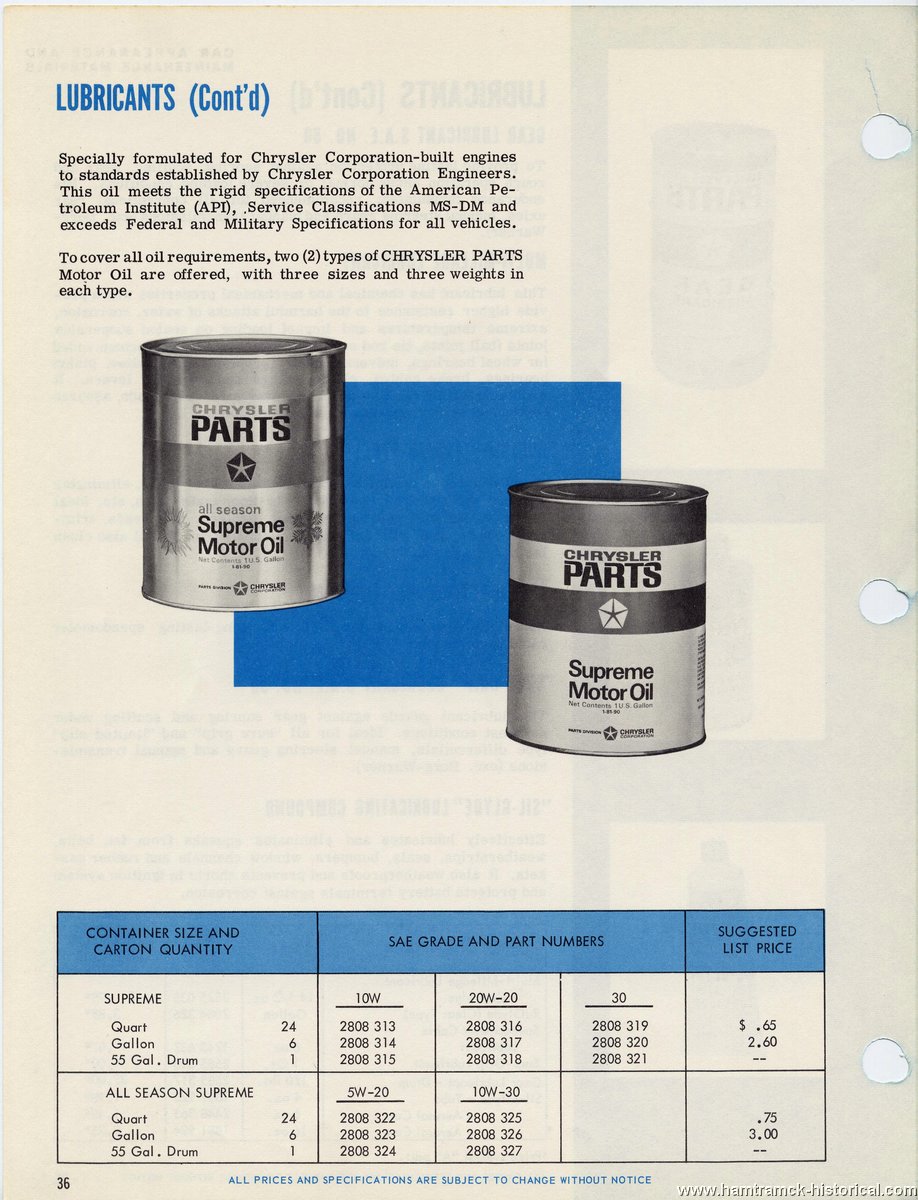 LUBRICANTS (Cont'd)
Specially formulated for Chrysler Corporation-built engines
to standards established by Chrysler Corporation Engineers.
This oil meets the rigid specifications of the American Pe-
troleum Institute (API), .Service Classifications MS-DM and
exceeds Federal and Military Specifications for all vehicles.
To cover all oil requirements, two (2) types of CHRYSLER PARTS
Motor Oil are offered, with three sizes and three weights in
each type.
CHRYSLER
PARTS
all season
Supreme
Motor Oil
Net Contents 1 U.S. Gallon
1-81-90
PARTS DIVISION CHRYSLER
CORPORATION
CHRYSLER
PARTS
Supreme
Motor Oil
Net Contents 1 U.S. Gallon
1-81-90
PARTS DIVISION CHRYSLER
CORPORATION
CONTAINER SIZE AND
CARTON QUANTITY
SAE GRADE AND PART NUMBERS
SUGGESTED
LIST PRICE
SUPREME 10W 20W-20 30
Quart 24 2808 313 2808 316 2808 319 $ .65
Gallon 6 2808 314 2808 317 2808 320 2.60
55 Gal. Drum 1 2808 315 2808 318 2808 321 --
ALL SEASON SUPREME 5W-20 10W-30
Quart 24 2808 322 2808 325 .75
Gallon 6 2808 323 2808 326 3.00
55 Gal. Drum 1 2808 324 2808 327 --
36 ALL PRICES AND SPECIFICATIONS ARE SUBJECT TO CHANGE WITHOUT NOTICE
www.hamtramck-historical.com